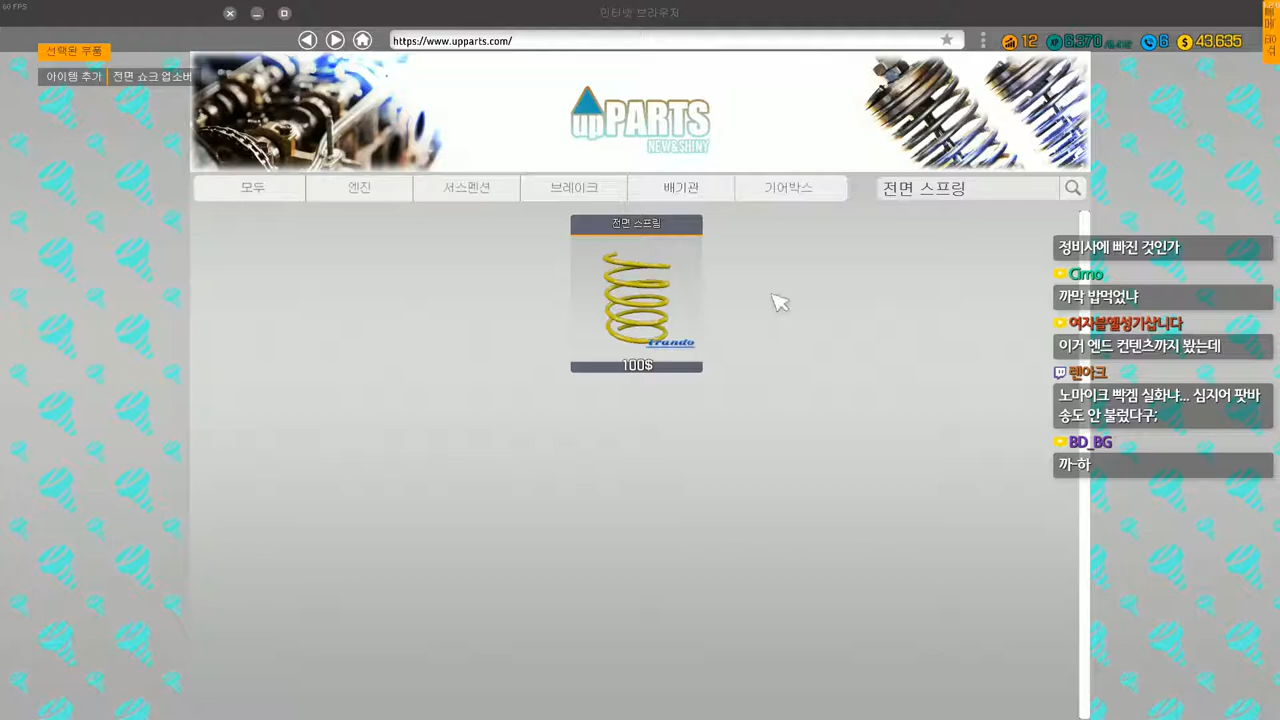 60 FPS
인터넷 브라우저
https://www.upparts.com/
12
6,370
6
$ 43,635
선택된 부품
아이템 추가
전면 쇼크 업소버
upPARTS
NEW&SHINY
모두
엔진
서스펜션
브레이크
배기관
기어박스
전면 스프링
전면 스프링
100$
정비사에 빠진 것인가
Cirno
까막 밥먹었냐
여자블엘성기삽니다
이거 엔드 컨텐츠까지 봤는데
렌아크
노마이크 빡겜 실화냐... 심지어 팟바
송도 안 불렀다구;
BD_BG
까-하